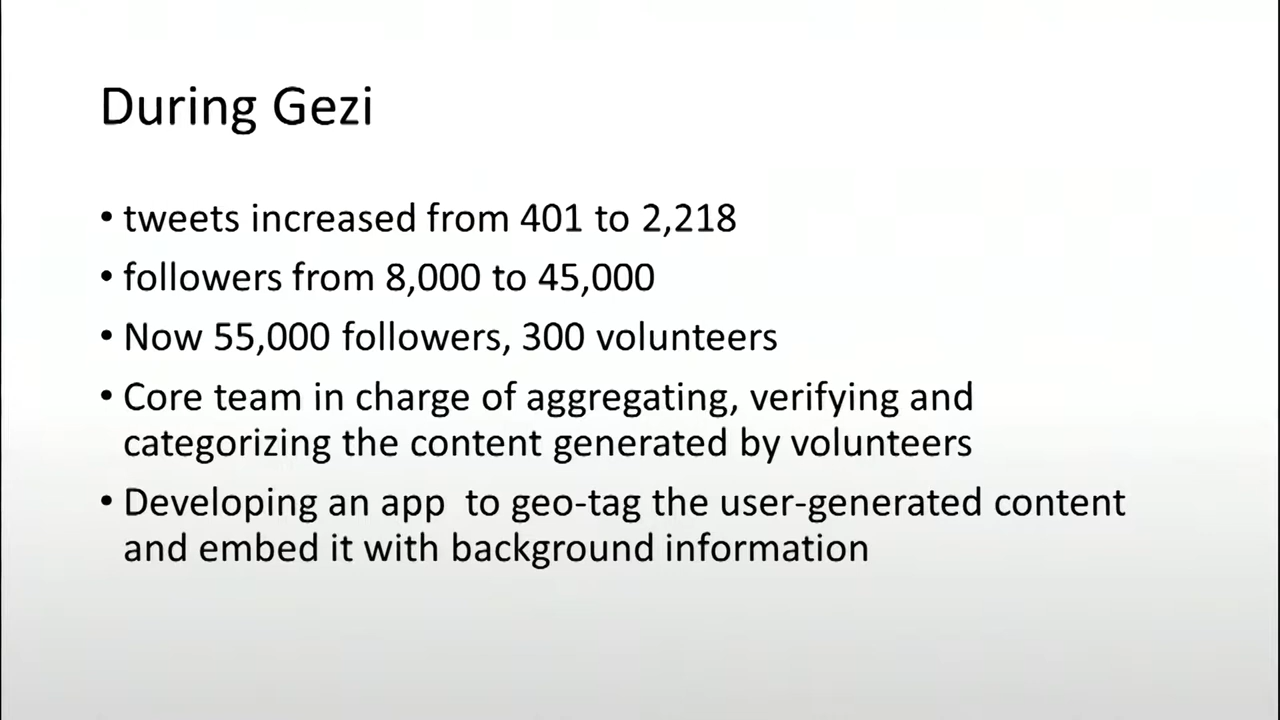 During Gezi
• tweets increased from 401 to 2,218
• followers from 8,000 to 45,000
• Now 55,000 followers, 300 volunteers
• Core team in charge of aggregating, verifying and
categorizing the content generated by volunteers
• Developing an app  to geo-tag the user-generated content
and embed it with background information